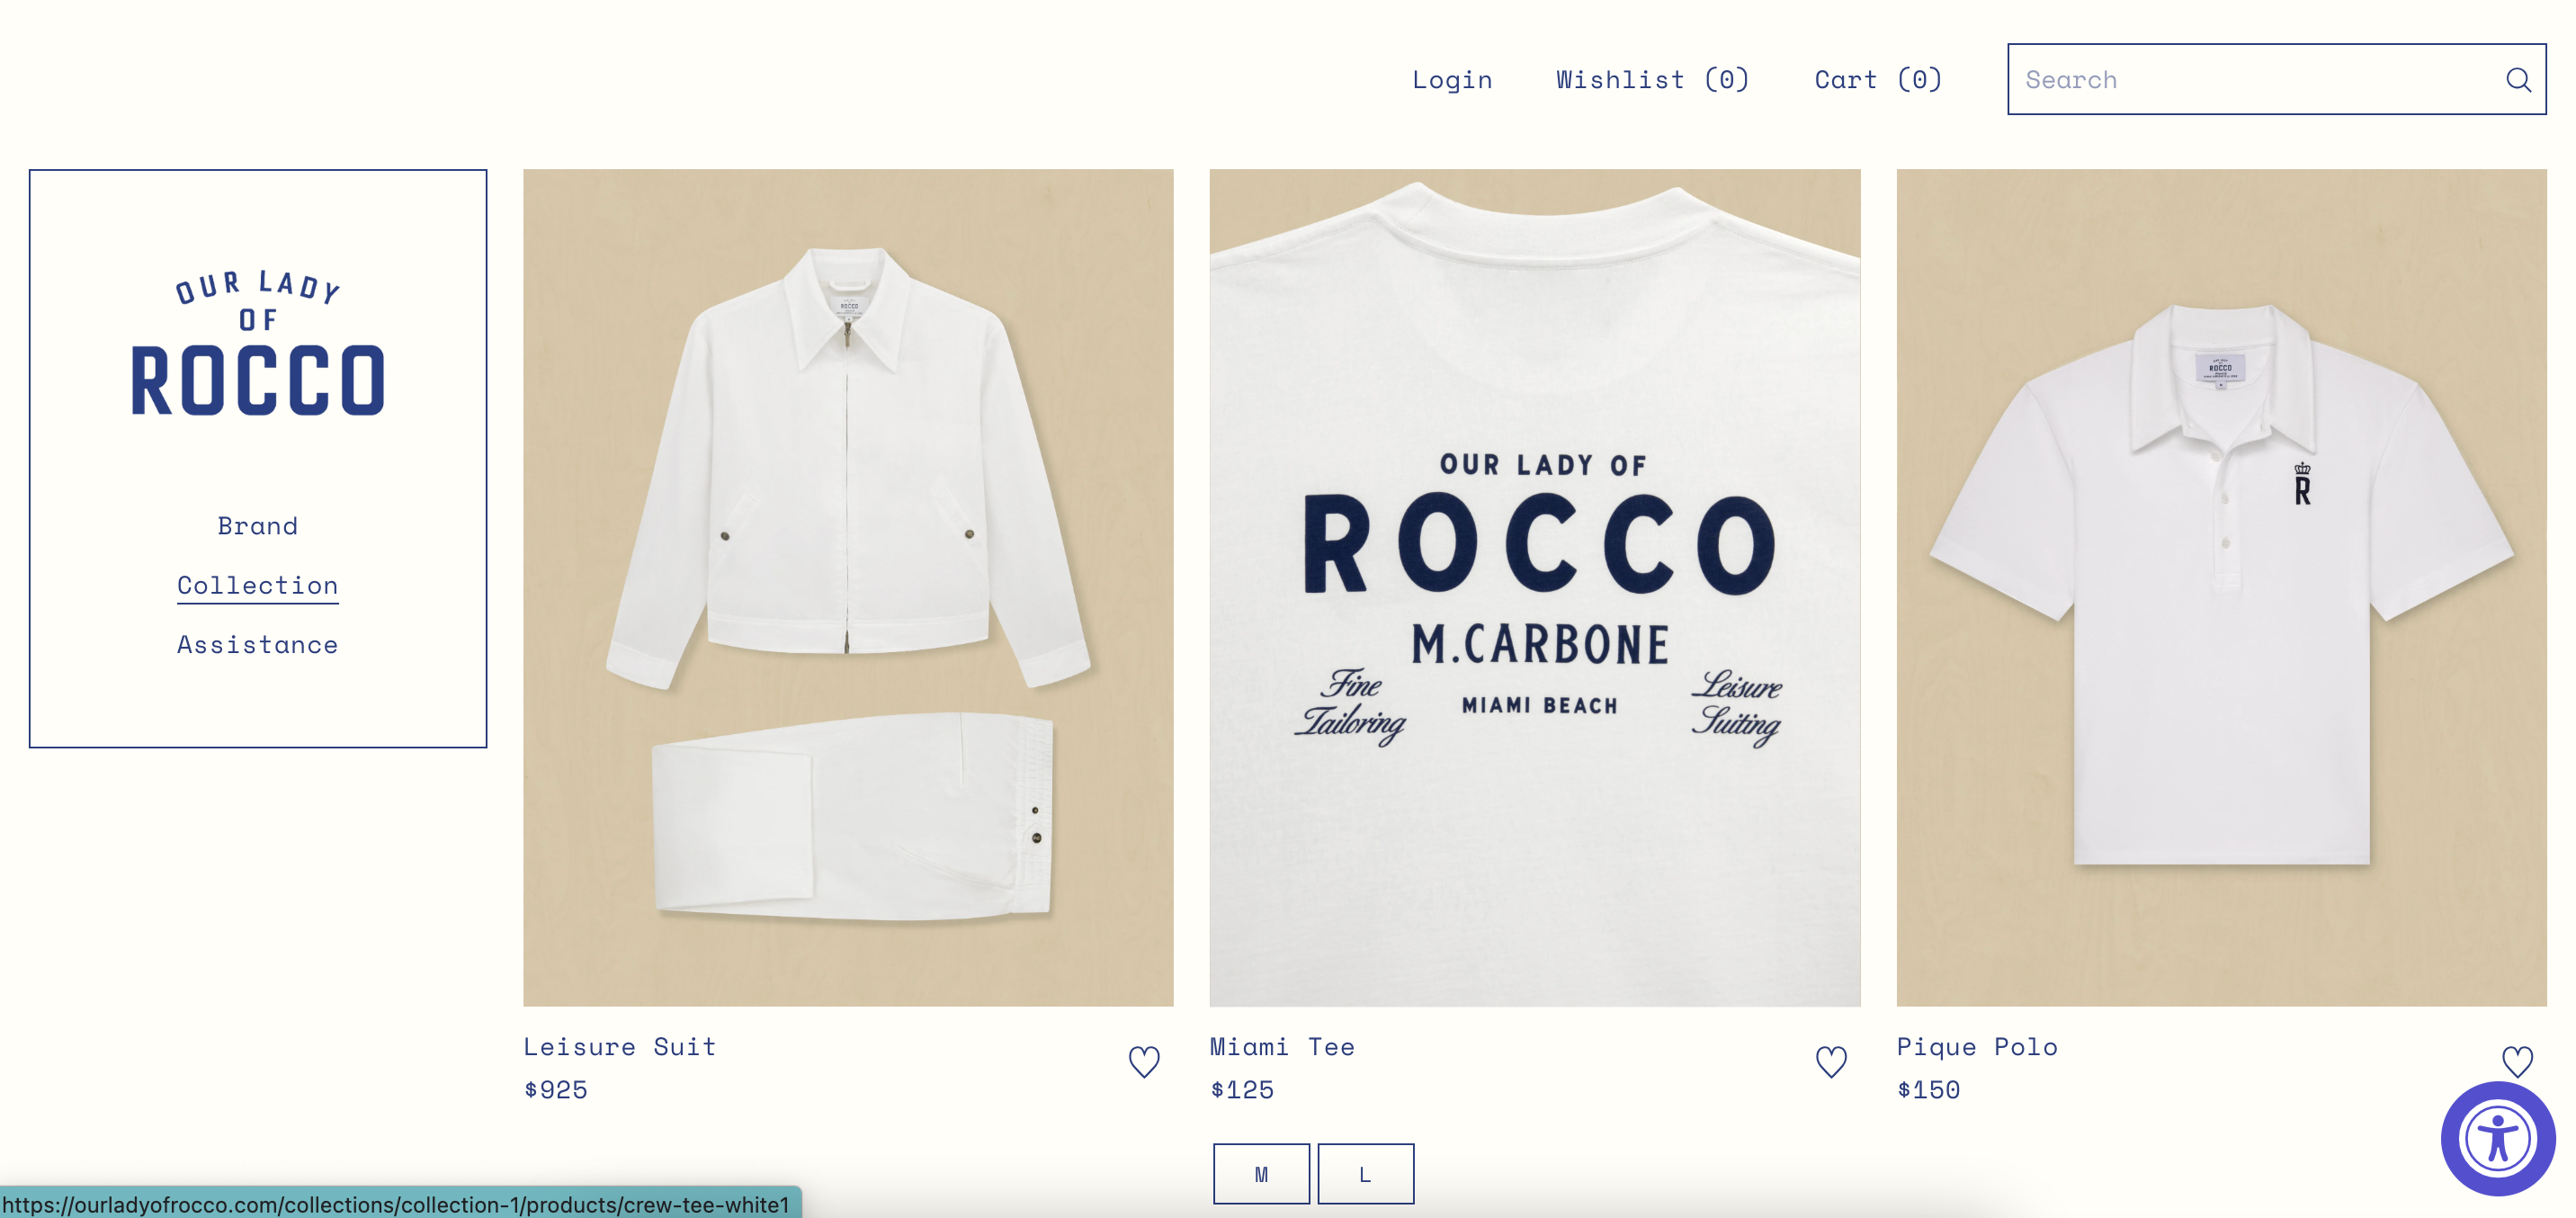 Login
Wishlist (0)
Cart (0)
Search
OUR LADY
OF
ROCCO
Brand
Collection
Assistance
ROCCO
OUR LADY OF
ROCCO
M.CARBONE
Fine
Tailoring
MIAMI BEACH
Leisure
Suiting
ROCCO
R
Leisure Suit
$925
Miami Tee
$125
M
L
Pique Polo
$150
https://ourladyofrocco.com/collections/collection-1/products/crew-tee-white1